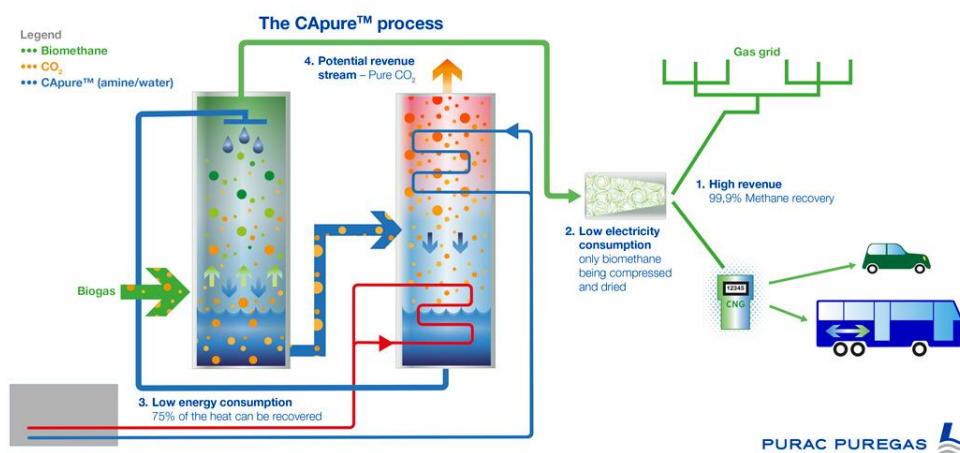 The CApure™ process
Legend
••• Biomethane
••• CO₂
••• CApure™ (amine/water)
4. Potential revenue
stream – Pure CO₂
Gas grid
1. High revenue
99,9% Methane recovery
2. Low electricity
consumption
only biomethane
being compressed
and dried
Biogas
12345
CNG
3. Low energy consumption
75% of the heat can be recovered
PURAC PUREGAS